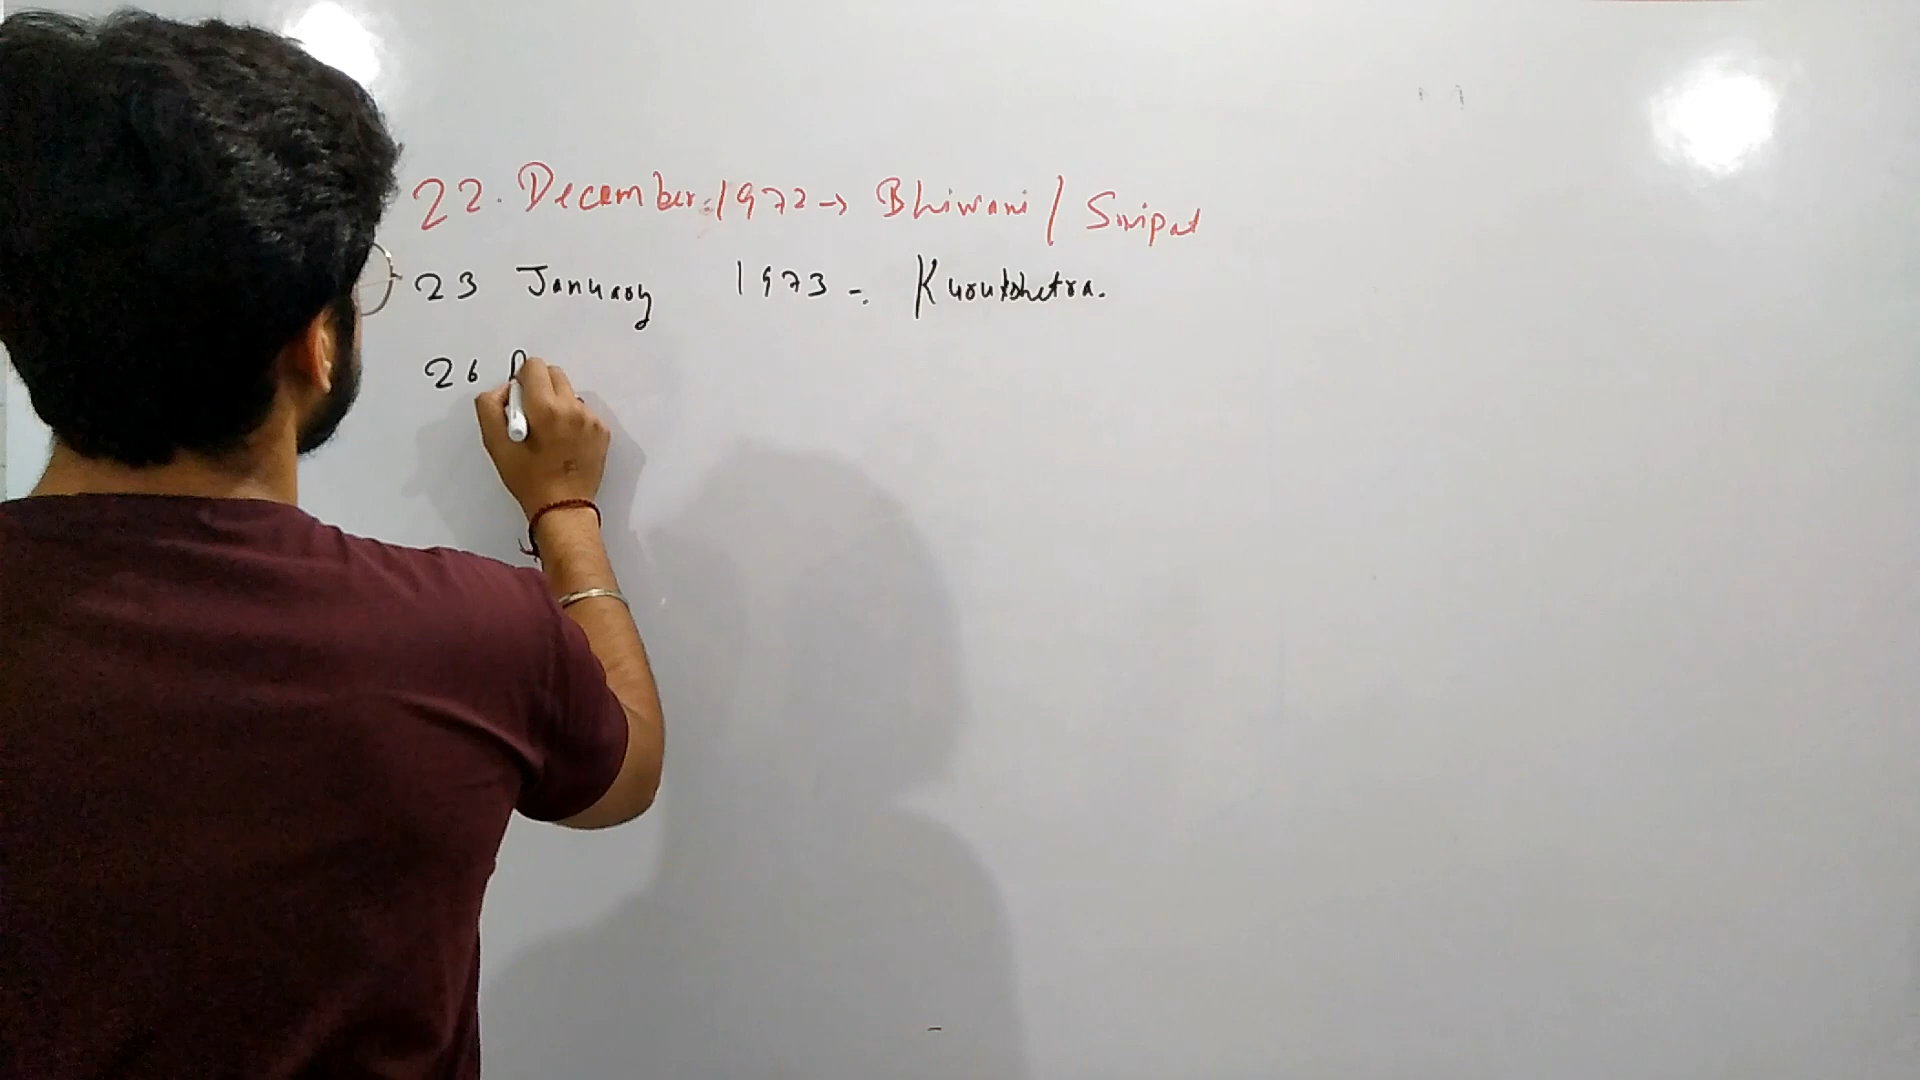 22. December 1972 → Bhiwani / Sonipat
23 January 1973 - Kurukshetra.
26